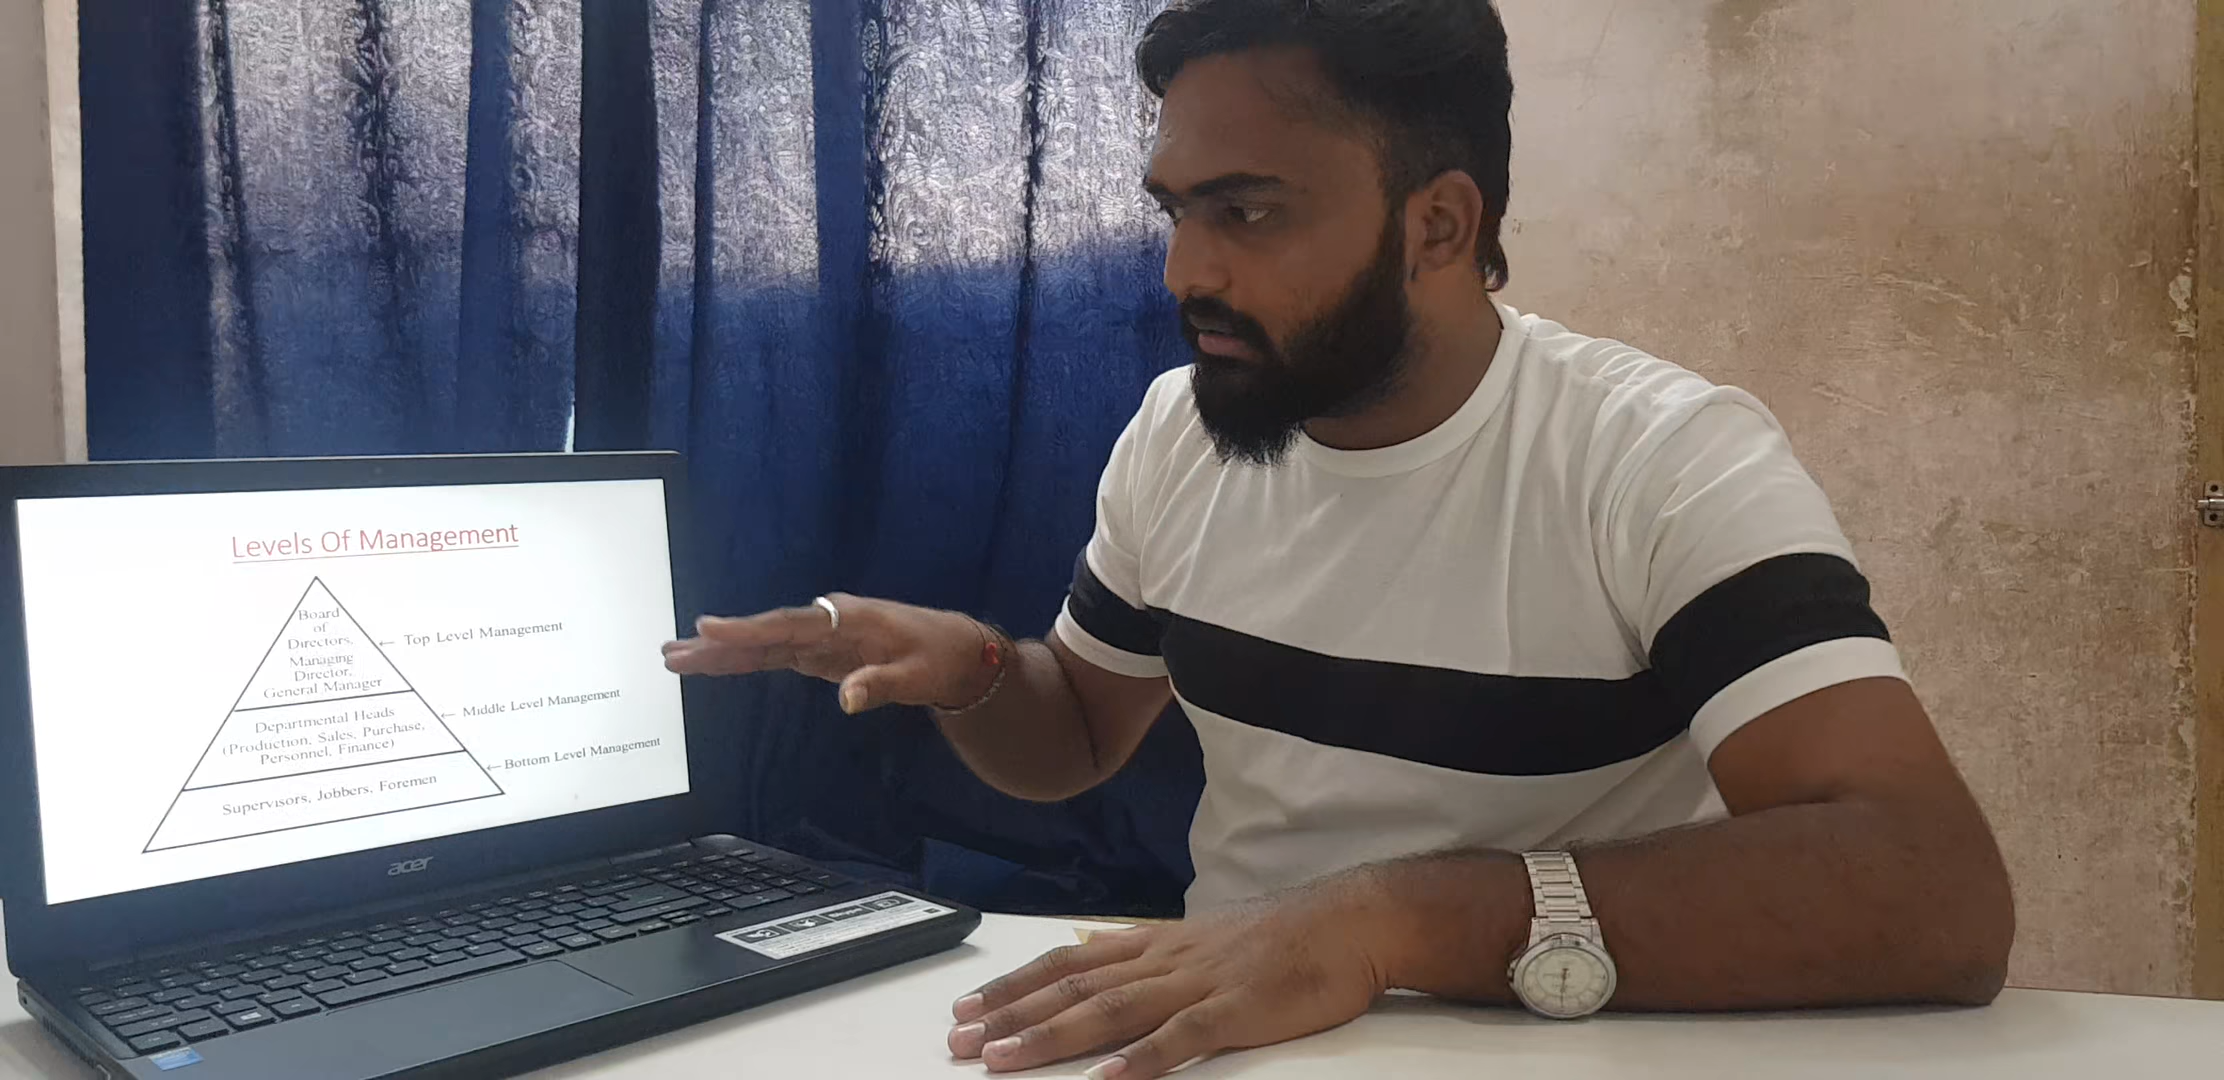 Levels Of Management
Board
of
Directors,
Managing
Director,
General Manager
← Top Level Management
Departmental Heads
(Production, Sales, Purchase,
Personnel, Finance)
← Middle Level Management
Supervisors, Jobbers, Foremen
← Bottom Level Management
acer